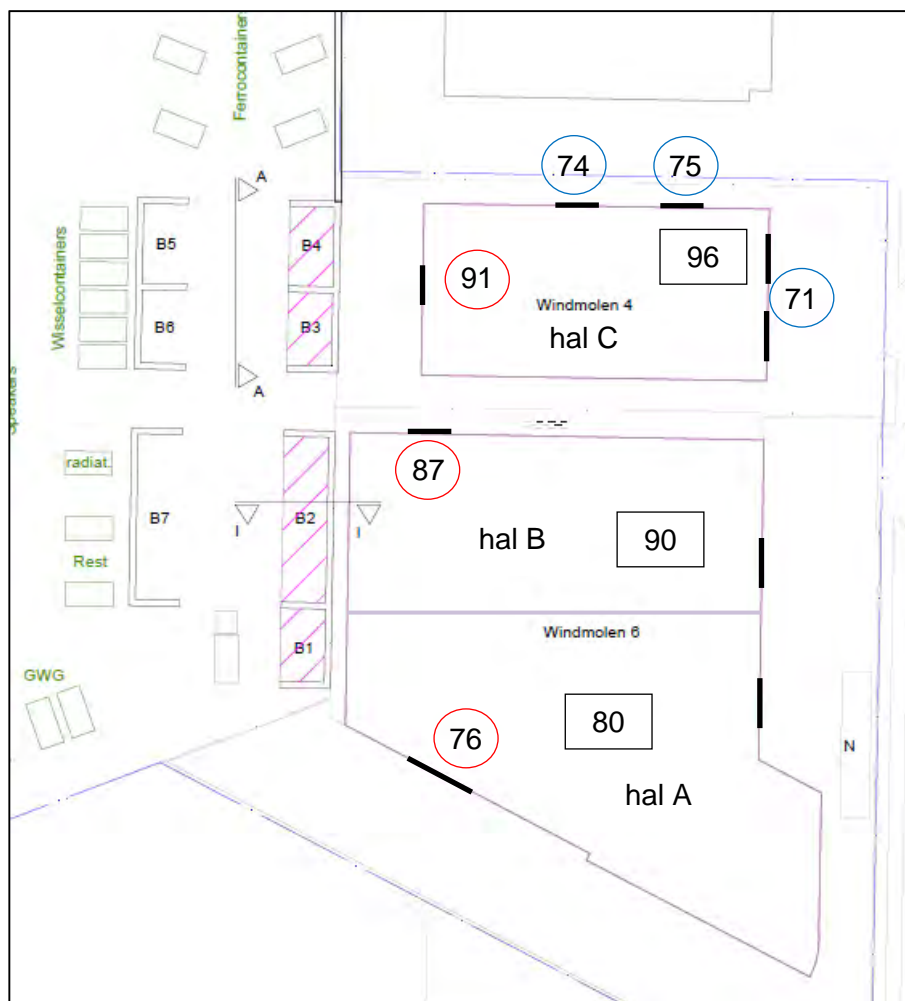 Ferrocontainer
A
74
75
B5
B4
91
96
Wisselcontainers
Windmolen 4
71
B6
B3
hal C
A
radiat.
87
B7
I
B2
I
hal B
90
Rest
Windmolen 6
B1
GWG
76
80
N
hal A